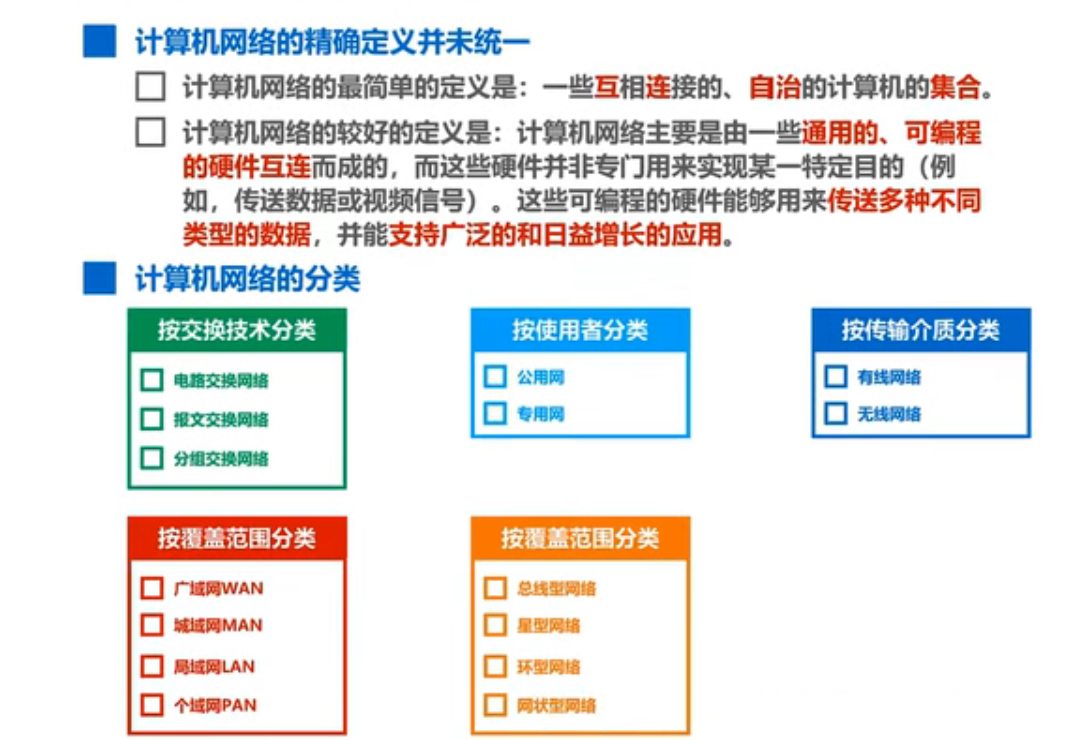 计算机网络的精确定义并未统一
计算机网络的最简单的定义是：一些互相连接的、自治的计算机的集合。
计算机网络的较好的定义是：计算机网络主要是由一些通用的、可编程
的硬件互连而成的，而这些硬件并非专门用来实现某一特定目的（例
如，传送数据或视频信号）。这些可编程的硬件能够用来传送多种不同
类型的数据，并能支持广泛的和日益增长的应用。
计算机网络的分类
按交换技术分类
电路交换网络
报文交换网络
分组交换网络
按使用者分类
公用网
专用网
按传输介质分类
有线网络
无线网络
按覆盖范围分类
广域网WAN
城域网MAN
局域网LAN
个域网PAN
按覆盖范围分类
总线型网络
星型网络
环型网络
网状型网络